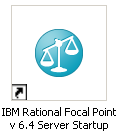 IBM Rational Focal Point
v 6.4 Server Startup